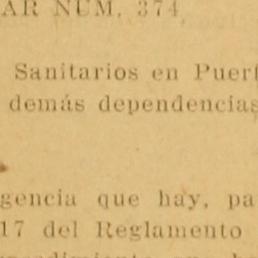 AR NUM. 374
Sanitarios en Puer
demás dependencias
gencia que hay, pa
17 del Reglamento